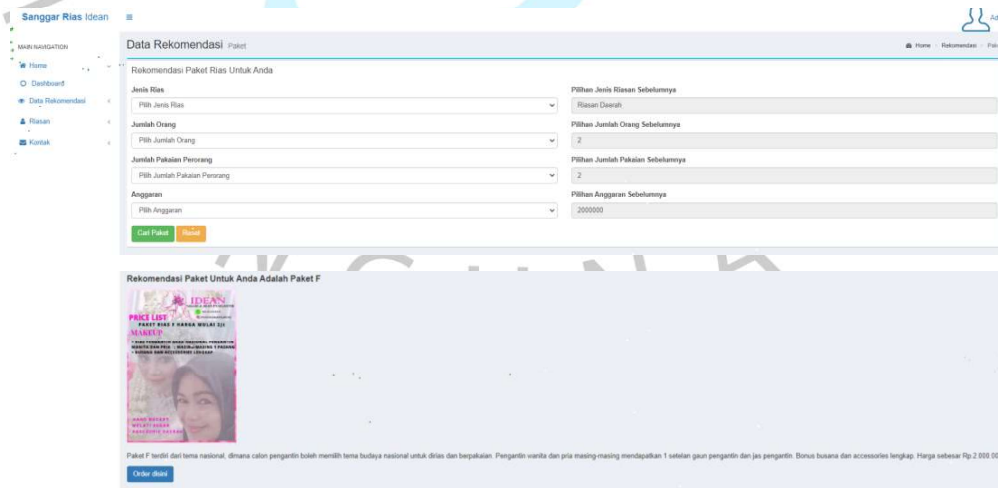 Sanggar Rias Idean
MAIN NAVIGATION
Home
Dashboard
Data Rekomendasi
Riasan
Kontak
Data Rekomendasi Paket
Home Rekomendasi
Rekomendasi Paket Rias Untuk Anda
Jenis Rias
Pilih Jenis Rias
Pilihan Jenis Riasan Sebelumnya
Riasan Daerah
Jumlah Orang
Pilih Jumlah Orang
Pilihan Jumlah Orang Sebelumnya
2
Jumlah Pakaian Perorang
Pilih Jumlah Pakaian Perorang
Pilihan Jumlah Pakaian Sebelumnya
2
Anggaran
Pilih Anggaran
Pilihan Anggaran Sebelumnya
2000000
Cari Paket Reset
Rekomendasi Paket Untuk Anda Adalah Paket F
IDEAN
PRICE LIST
PAKET RIAS F HARGA MULAI 2jt
MAKEUP
Paket F terdiri dari tema nasional, dimana calon pengantin boleh memilih tema budaya nasional untuk dirias dan berpakaian. Pengantin wanita dan pria masing-masing mendapatkan 1 setelan gaun pengantin dan jas pengantin. Bonus busana dan accessories lengkap. Harga sebesar Rp 2.000.00
Order disini